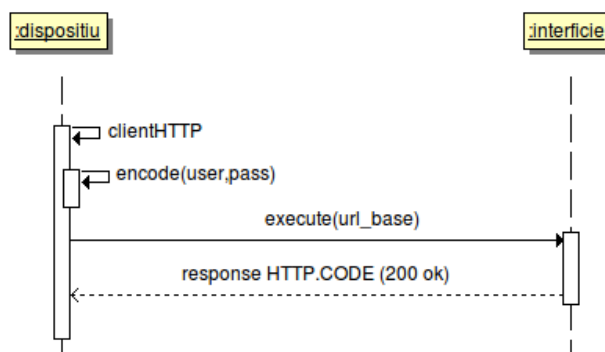 :dispositiu
:interficie
clientHTTP
encode(user,pass)
execute(url_base)
response HTTP.CODE (200 ok)